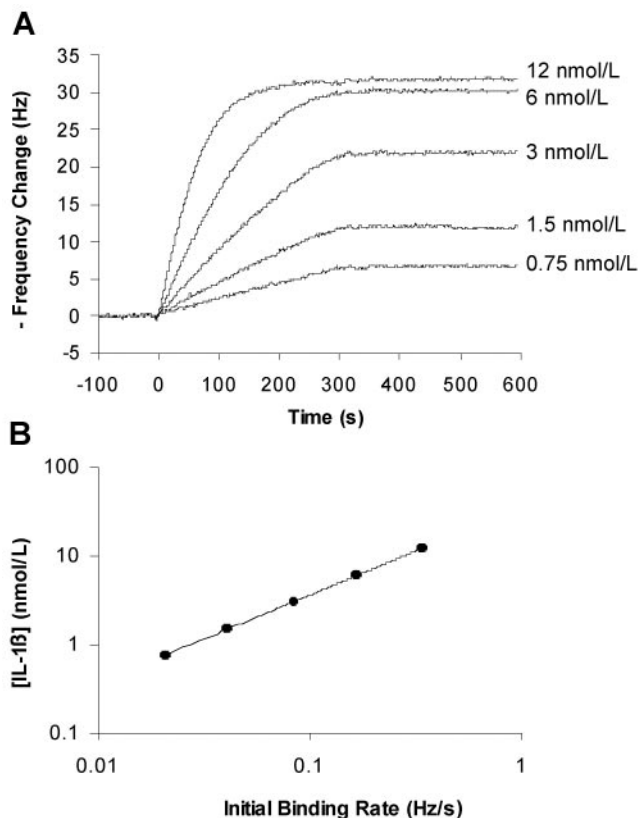 A
- Frequency Change (Hz)
35
30
25
20
15
10
5
0
-5
12 nmol/L
6 nmol/L
3 nmol/L
1.5 nmol/L
0.75 nmol/L
-100 0 100 200 300 400 500 600
Time (s)
B
[IL-1ß] (nmol/L)
100
10
1
0.1
0.01 0.1 1
Initial Binding Rate (Hz/s)